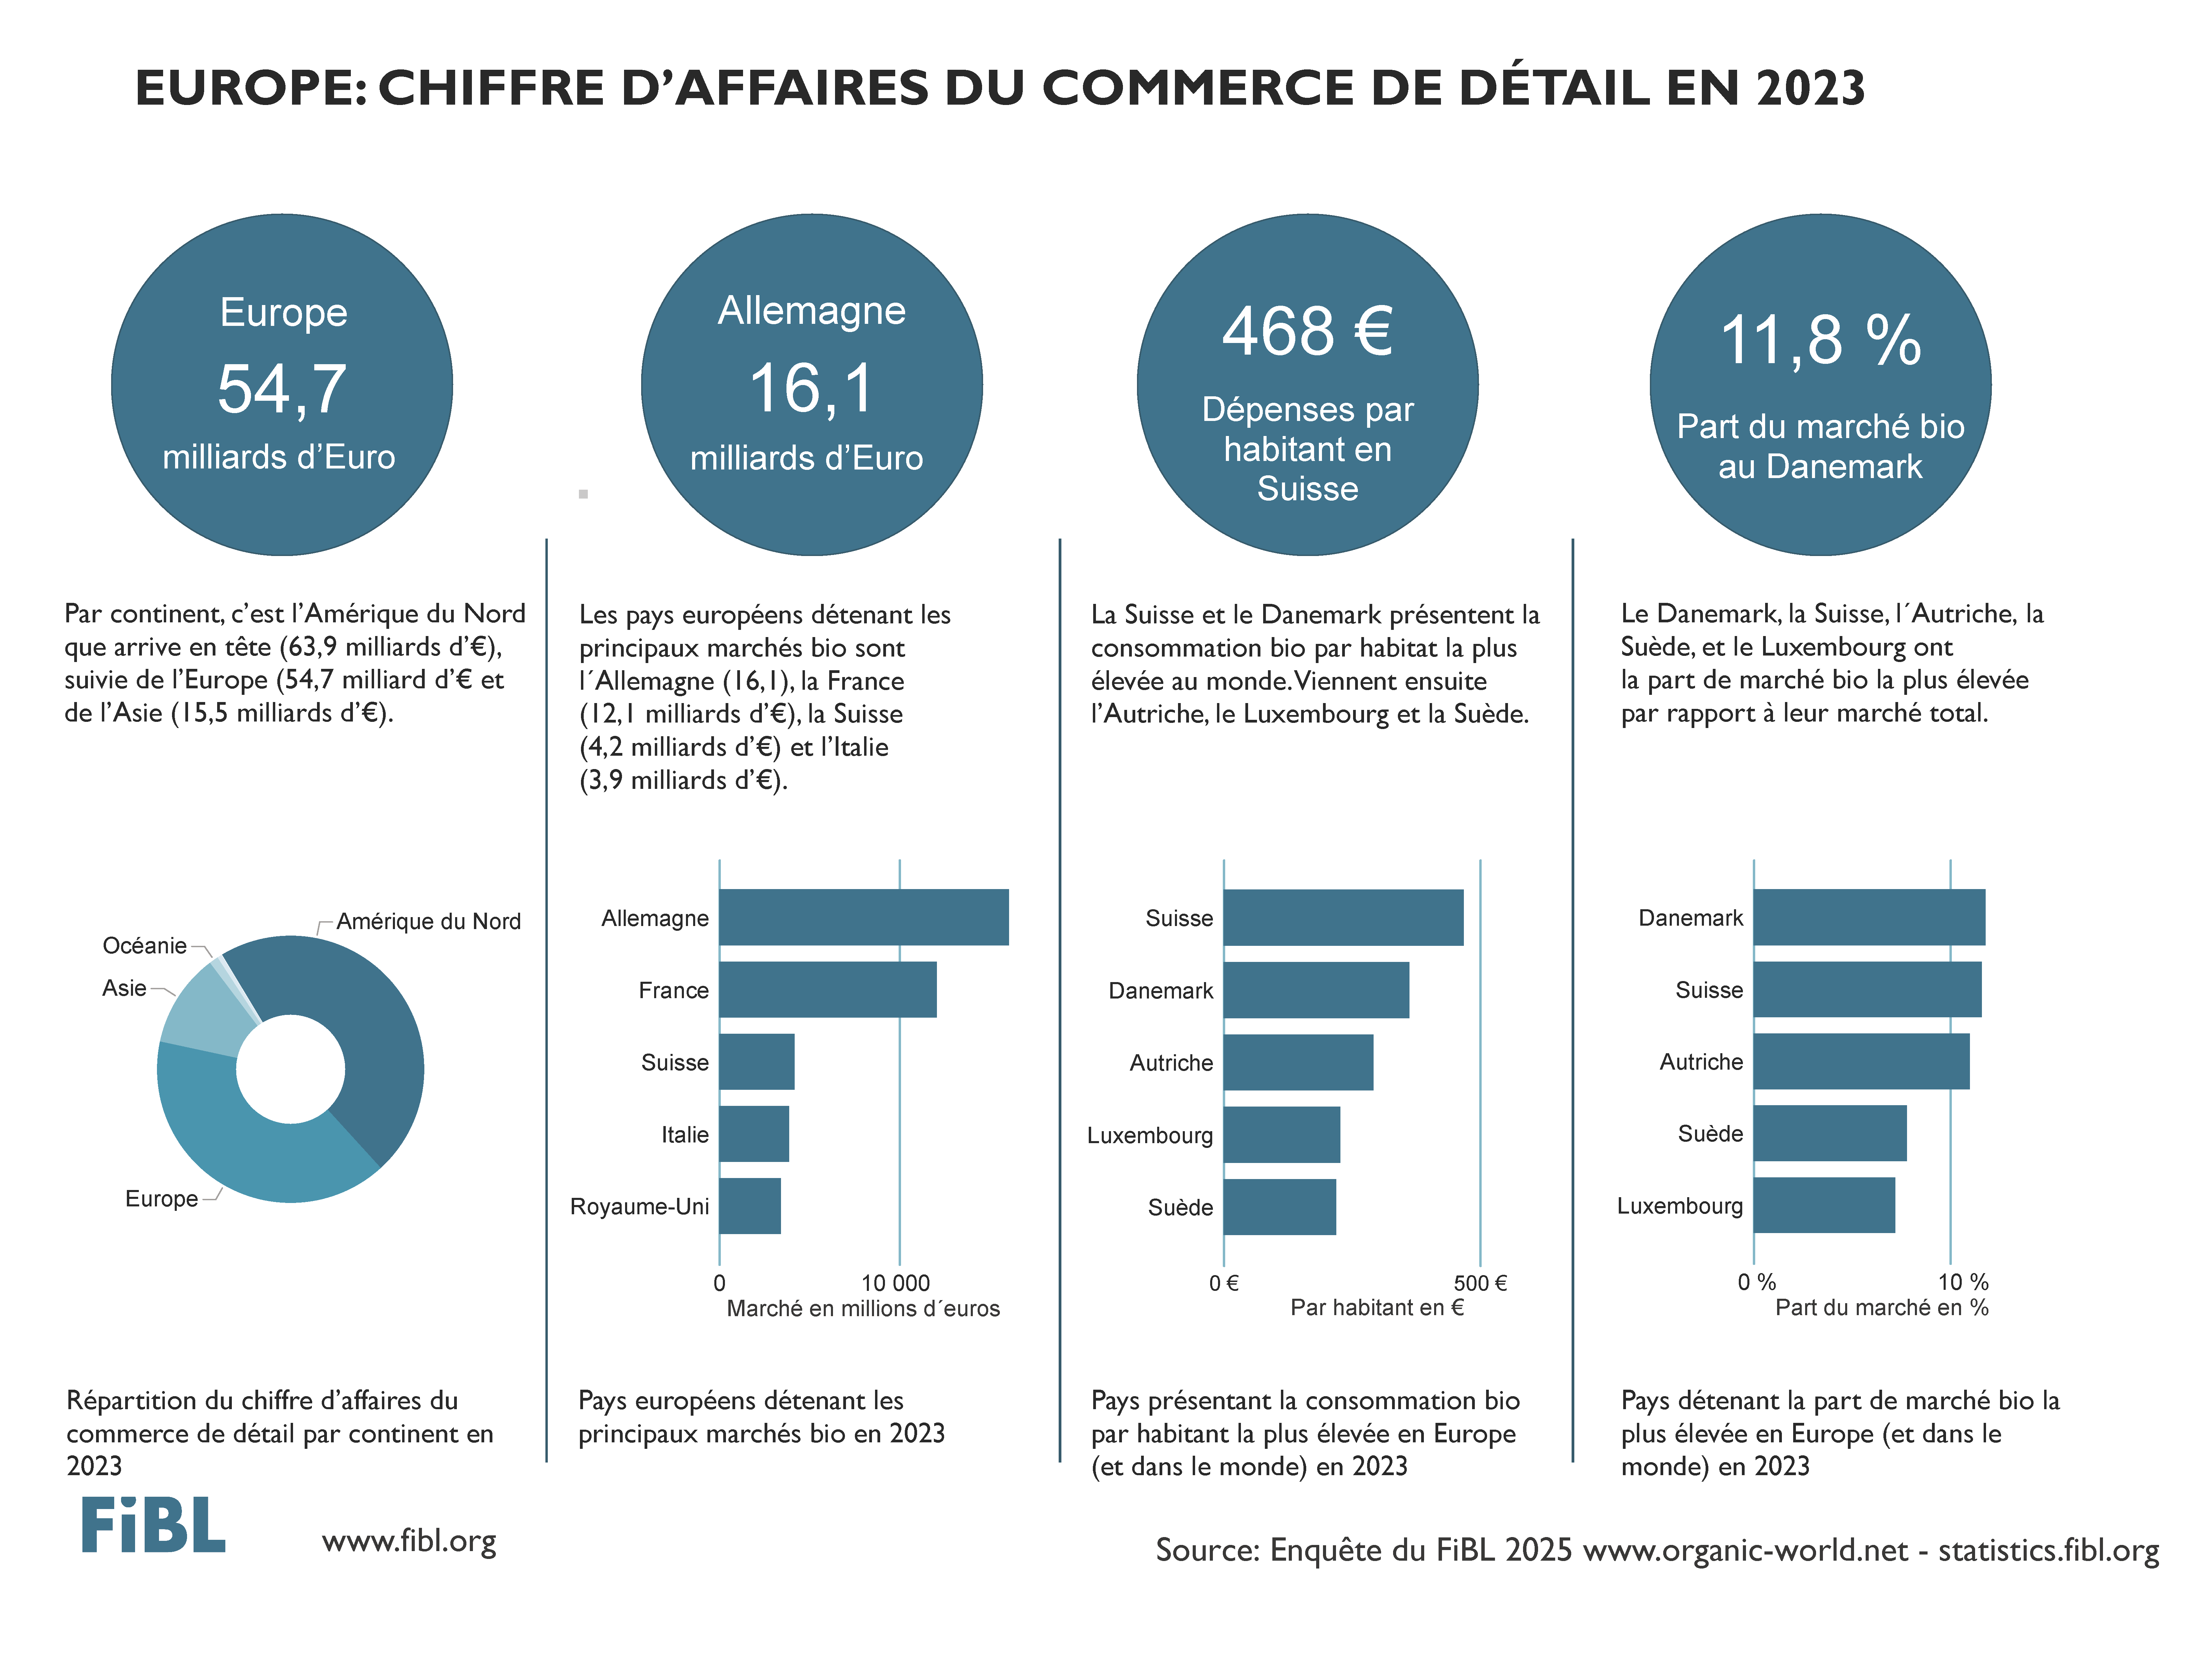 EUROPE: CHIFFRE D’AFFAIRES DU COMMERCE DE DÉTAIL EN 2023
Europe
54,7
milliards d’Euro
Allemagne
16,1
milliards d’Euro
468 €
Dépenses par
habitant en
Suisse
11,8 %
Part du marché bio
au Danemark
Par continent, c’est l’Amérique du Nord
que arrive en tête (63,9 milliards d’€),
suivie de l’Europe (54,7 milliard d’€ et
de l’Asie (15,5 milliards d’€).
Les pays européens détenant les
principaux marchés bio sont
l´Allemagne (16,1), la France
(12,1 milliards d’€), la Suisse
(4,2 milliards d’€) et l’Italie
(3,9 milliards d’€).
La Suisse et le Danemark présentent la
consommation bio par habitat la plus
élevée au monde. Viennent ensuite
l’Autriche, le Luxembourg et la Suède.
Le Danemark, la Suisse, l´Autriche, la
Suède, et le Luxembourg ont
la part de marché bio la plus élevée
par rapport à leur marché total.
Amérique du Nord
Océanie
Asie
Europe
Allemagne
France
Suisse
Italie
Royaume-Uni
0
10 000
Marché en millions d´euros
Suisse
Danemark
Autriche
Luxembourg
Suède
0 €
500 €
Par habitant en €
Danemark
Suisse
Autriche
Suède
Luxembourg
0 %
10 %
Part du marché en %
Répartition du chiffre d’affaires du
commerce de détail par continent en
2023
Pays européens détenant les
principaux marchés bio en 2023
Pays présentant la consommation bio
par habitant la plus élevée en Europe
(et dans le monde) en 2023
Pays détenant la part de marché bio la
plus élevée en Europe (et dans le
monde) en 2023
FiBL
www.fibl.org
Source: Enquête du FiBL 2025 www.organic-world.net - statistics.fibl.org